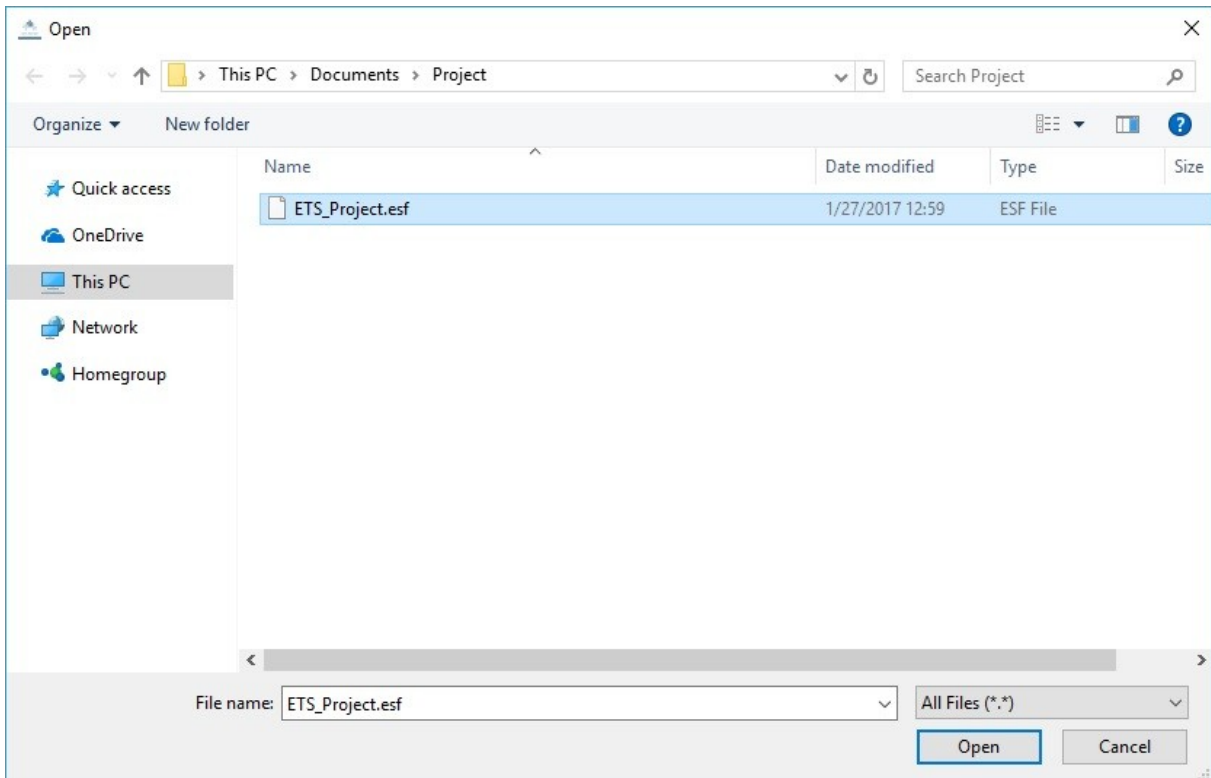 Open
This PC > Documents > Project
Search Project
Organize
New folder
Name
Date modified
Type
Size
Quick access
ETS_Project.esf
1/27/2017 12:59
ESF File
OneDrive
This PC
Network
Homegroup
File name: ETS_Project.esf
All Files (*.*)
Open
Cancel